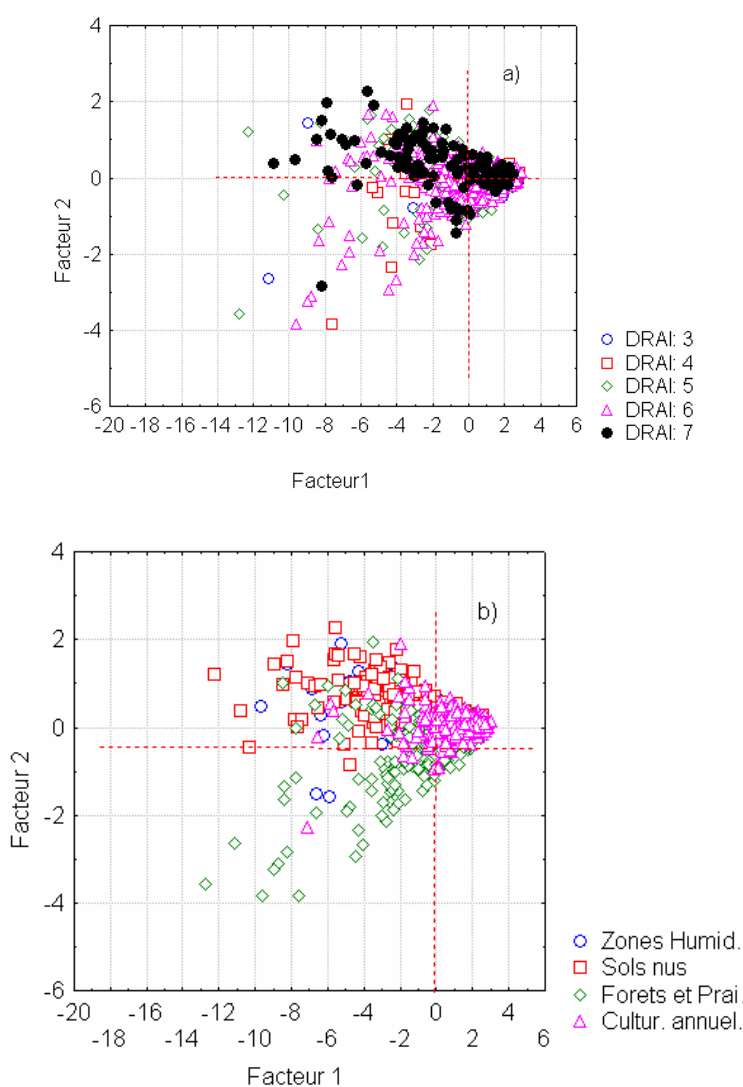 4
2
0
-2
-4
-6
Facteur 2
a)
-20 -18 -16 -14 -12 -10 -8 -6 -4 -2 0 2 4 6
Facteur1
DRAI: 3
DRAI: 4
DRAI: 5
DRAI: 6
DRAI: 7
4
2
0
-2
-4
-6
Facteur 2
b)
-20 -16 -12 -8 -4 0 4
-18 -14 -10 -6 -2 2 6
Facteur 1
Zones Humid.
Sols nus
Forets et Prai.
Cultur. annuel.